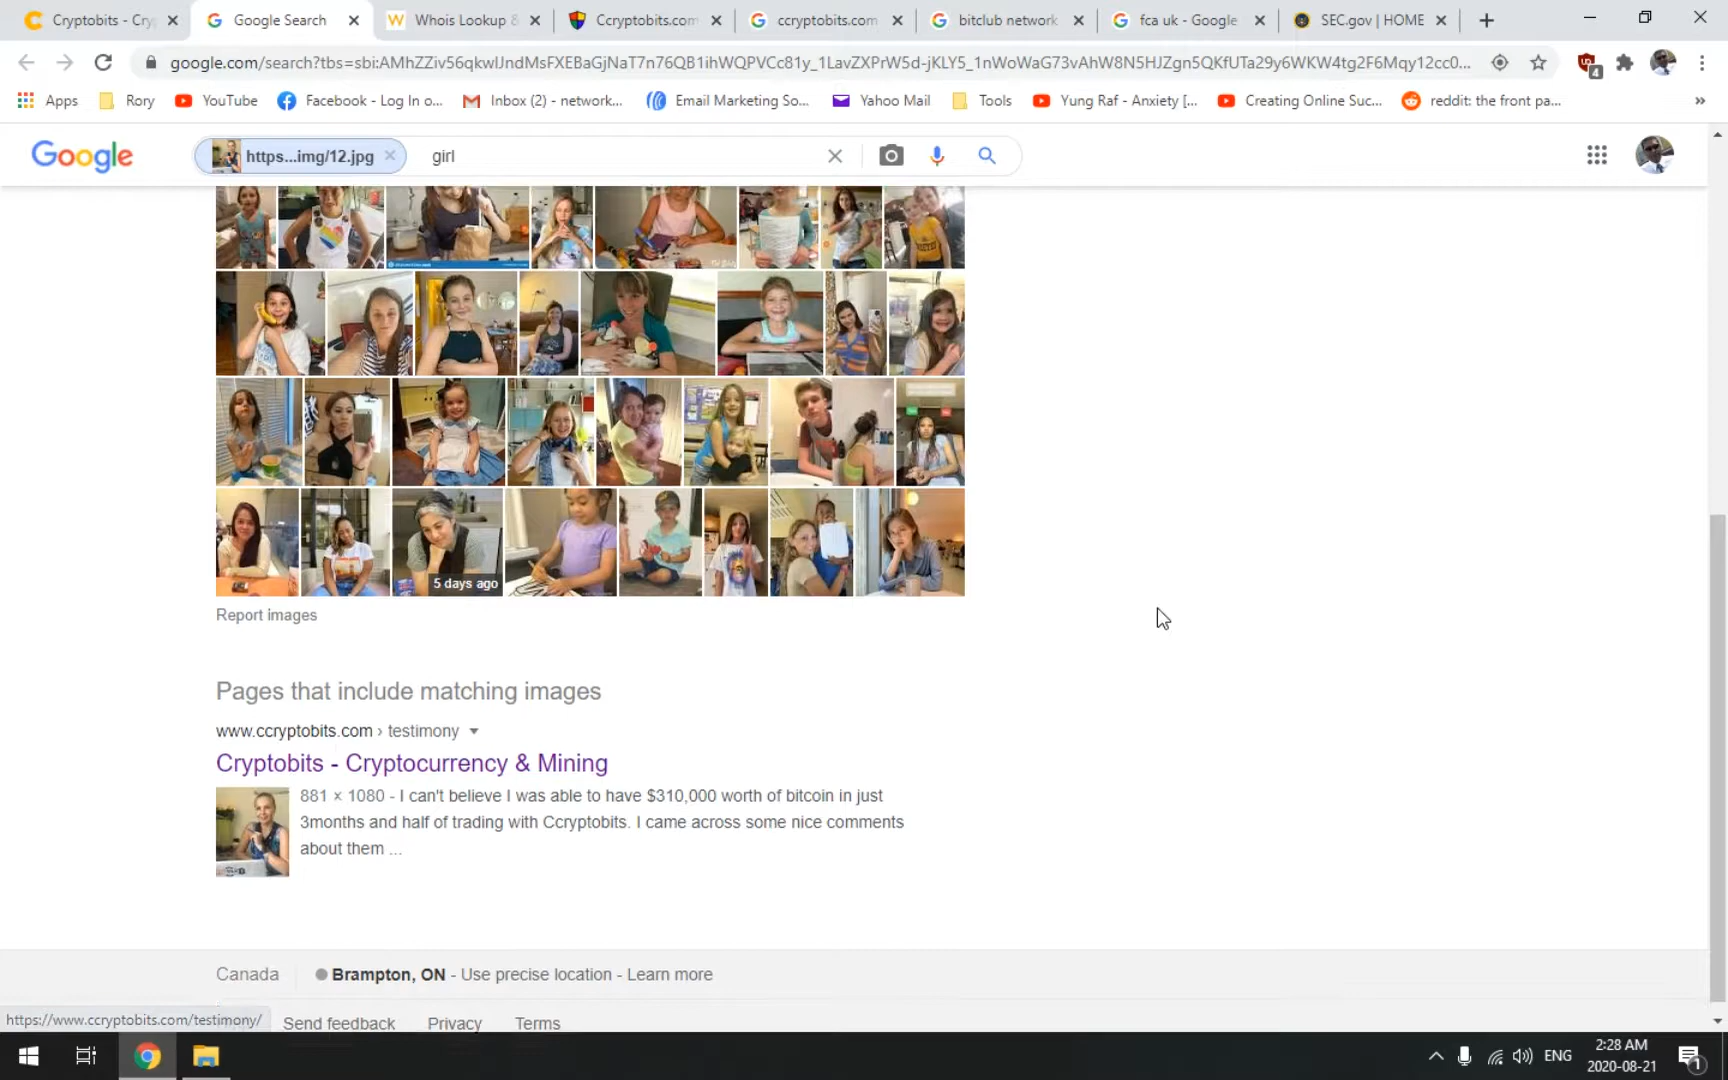 Cryptobits - Cry
Google Search
Whois Lookup &
Ccryptobits.com
ccryptobits.com
bitclub network
fca uk - Google
SEC.gov | HOME
google.com/search?tbs=sbi:AMhZZiv56qkwlJndMsFXEBaGjNaT7n76QB1ihWQPVCc81y_1LavZXPrW5d-jKLY5_1nWoWaG73vAhW8N5HJZgn5QKfUTa29y6WKW4tg2F6Mqy12cc0...
4
Apps
Rory
YouTube
Facebook - Log In o...
Inbox (2) - network...
Email Marketing So...
Yahoo Mail
Tools
Yung Raf - Anxiety [...
Creating Online Suc...
reddit: the front pa...
»
Google
https...img/12.jpg
girl
5 days ago
Report images
Pages that include matching images
www.ccryptobits.com › testimony
Cryptobits - Cryptocurrency & Mining
881 × 1080 - I can't believe I was able to have $310,000 worth of bitcoin in just
3months and half of trading with Ccryptobits. I came across some nice comments
about them ...
Canada
Brampton, ON - Use precise location - Learn more
https://www.ccryptobits.com/testimony/
Send feedback
Privacy
Terms
ENG
2:28 AM
2020-08-21
1